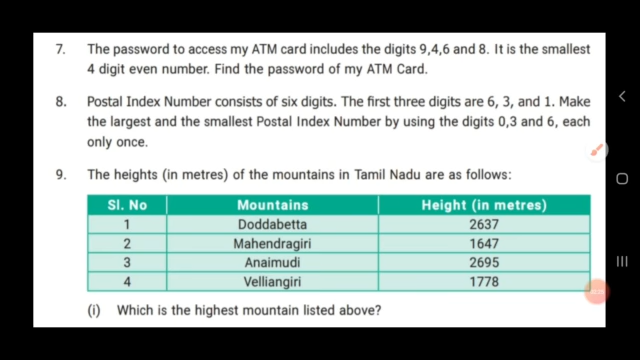 7. The password to access my ATM card includes the digits 9,4,6 and 8. It is the smallest
4 digit even number. Find the password of my ATM Card.
8. Postal Index Number consists of six digits. The first three digits are 6, 3, and 1. Make
the largest and the smallest Postal Index Number by using the digits 0,3 and 6, each
only once.
9. The heights (in metres) of the mountains in Tamil Nadu are as follows:
Sl. No Mountains Height (in metres)
1 Doddabetta 2637
2 Mahendragiri 1647
3 Anaimudi 2695
4 Velliangiri 1778
(i) Which is the highest mountain listed above?